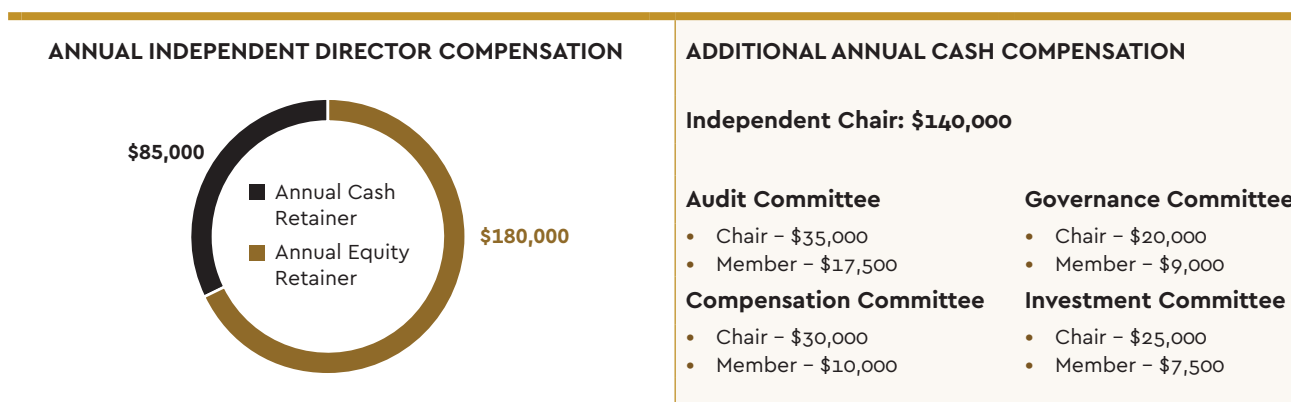 ANNUAL INDEPENDENT DIRECTOR COMPENSATION
$85,000
Annual Cash
Retainer
Annual Equity
Retainer
$180,000
ADDITIONAL ANNUAL CASH COMPENSATION
Independent Chair: $140,000
Audit Committee
• Chair – $35,000
• Member – $17,500
Governance Committee
• Chair – $20,000
• Member – $9,000
Compensation Committee
• Chair – $30,000
• Member – $10,000
Investment Committee
• Chair – $25,000
• Member – $7,500